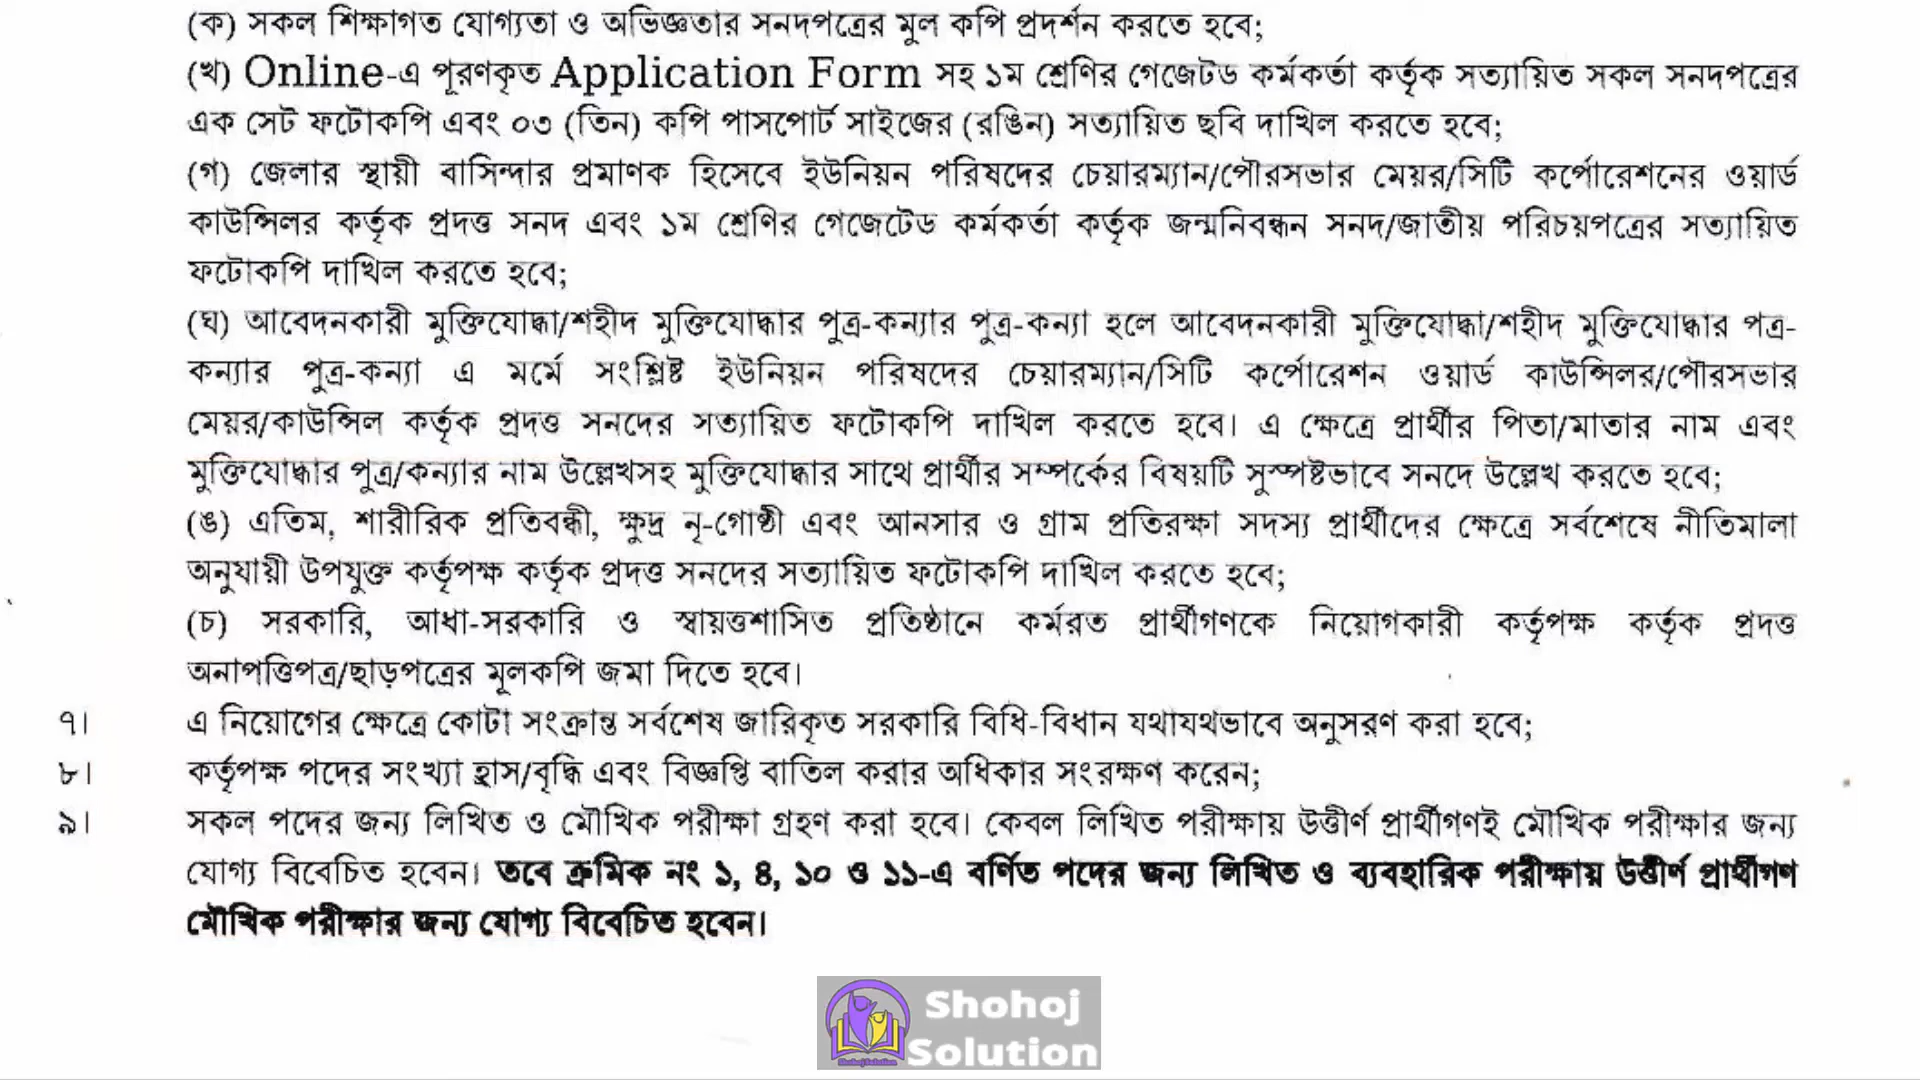 (ক) সকল শিক্ষাগত যোগ্যতা ও অভিজ্ঞতার সনদপত্রের মুল কপি প্রদর্শন করতে হবে;
(খ) Online-এ পূরণকৃত Application Form সহ ১ম শ্রেণির গেজেটড কর্মকর্তা কর্তৃক সত্যায়িত সকল সনদপত্রের
এক সেট ফটোকপি এবং ০৩ (তিন) কপি পাসপোর্ট সাইজের (রঙিন) সত্যায়িত ছবি দাখিল করতে হবে;
(গ) জেলার স্থায়ী বাসিন্দার প্রমাণক হিসেবে ইউনিয়ন পরিষদের চেয়ারম্যান/পৌরসভার মেয়র/সিটি কর্পোরেশনের ওয়ার্ড
কাউন্সিলর কর্তৃক প্রদত্ত সনদ এবং ১ম শ্রেণির গেজেটেড কর্মকর্তা কর্তৃক জন্মনিবন্ধন সনদ/জাতীয় পরিচয়পত্রের সত্যায়িত
ফটোকপি দাখিল করতে হবে;
(ঘ) আবেদনকারী মুক্তিযোদ্ধা/শহীদ মুক্তিযোদ্ধার পুত্র-কন্যার পুত্র-কন্যা হলে আবেদনকারী মুক্তিযোদ্ধা/শহীদ মুক্তিযোদ্ধার পত্র-
কন্যার পুত্র-কন্যা এ মর্মে সংশ্লিষ্ট ইউনিয়ন পরিষদের চেয়ারম্যান/সিটি কর্পোরেশন ওয়ার্ড কাউন্সিলর/পৌরসভার
মেয়র/কাউন্সিল কর্তৃক প্রদত্ত সনদের সত্যায়িত ফটোকপি দাখিল করতে হবে। এ ক্ষেত্রে প্রার্থীর পিতা/মাতার নাম এবং
মুক্তিযোদ্ধার পুত্র/কন্যার নাম উল্লেখসহ মুক্তিযোদ্ধার সাথে প্রার্থীর সম্পর্কের বিষয়টি সুস্পষ্টভাবে সনদে উল্লেখ করতে হবে;
(ঙ) এতিম, শারীরিক প্রতিবন্ধী, ক্ষুদ্র নৃ-গোষ্ঠী এবং আনসার ও গ্রাম প্রতিরক্ষা সদস্য প্রার্থীদের ক্ষেত্রে সর্বশেষে নীতিমালা
অনুযায়ী উপযুক্ত কর্তৃপক্ষ কর্তৃক প্রদত্ত সনদের সত্যায়িত ফটোকপি দাখিল করতে হবে;
(চ) সরকারি, আধা-সরকারি ও স্বায়ত্তশাসিত প্রতিষ্ঠানে কর্মরত প্রার্থীগণকে নিয়োগকারী কর্তৃপক্ষ কর্তৃক প্রদত্ত
অনাপত্তিপত্র/ছাড়পত্রের মূলকপি জমা দিতে হবে।
৭। এ নিয়োগের ক্ষেত্রে কোটা সংক্রান্ত সর্বশেষ জারিকৃত সরকারি বিধি-বিধান যথাযথভাবে অনুসরণ করা হবে;
৮। কর্তৃপক্ষ পদের সংখ্যা হ্রাস/বৃদ্ধি এবং বিজ্ঞপ্তি বাতিল করার অধিকার সংরক্ষণ করেন;
৯। সকল পদের জন্য লিখিত ও মৌখিক পরীক্ষা গ্রহণ করা হবে। কেবল লিখিত পরীক্ষায় উত্তীর্ণ প্রার্থীগণই মৌখিক পরীক্ষার জন্য
যোগ্য বিবেচিত হবেন। তবে ক্রমিক নং ১, ৪, ১০ ও ১১-এ বর্ণিত পদের জন্য লিখিত ও ব্যবহারিক পরীক্ষায় উত্তীর্ণ প্রার্থীগণ
মৌখিক পরীক্ষার জন্য যোগ্য বিবেচিত হবেন।
Shohoj
Solution
Shohoj Solution